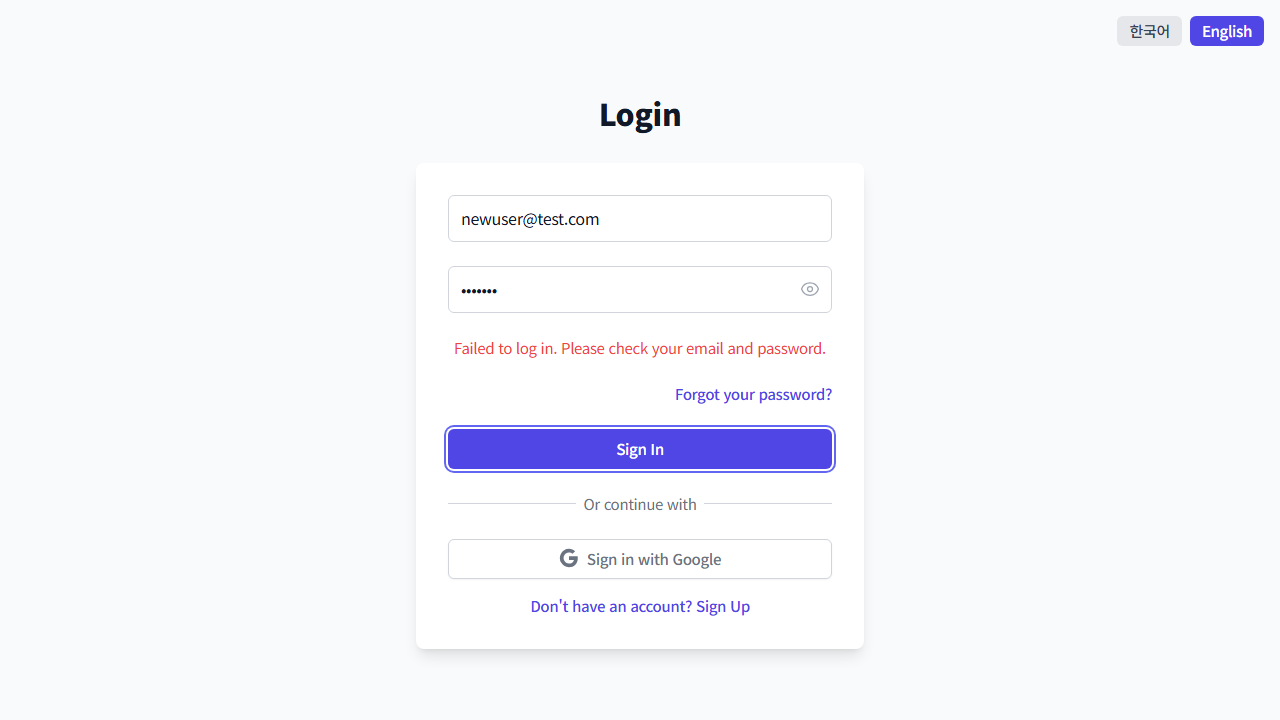 한국어
English
Login
newuser@test.com
•••••••
Failed to log in. Please check your email and password.
Forgot your password?
Sign In
Or continue with
Sign in with Google
Don't have an account? Sign Up